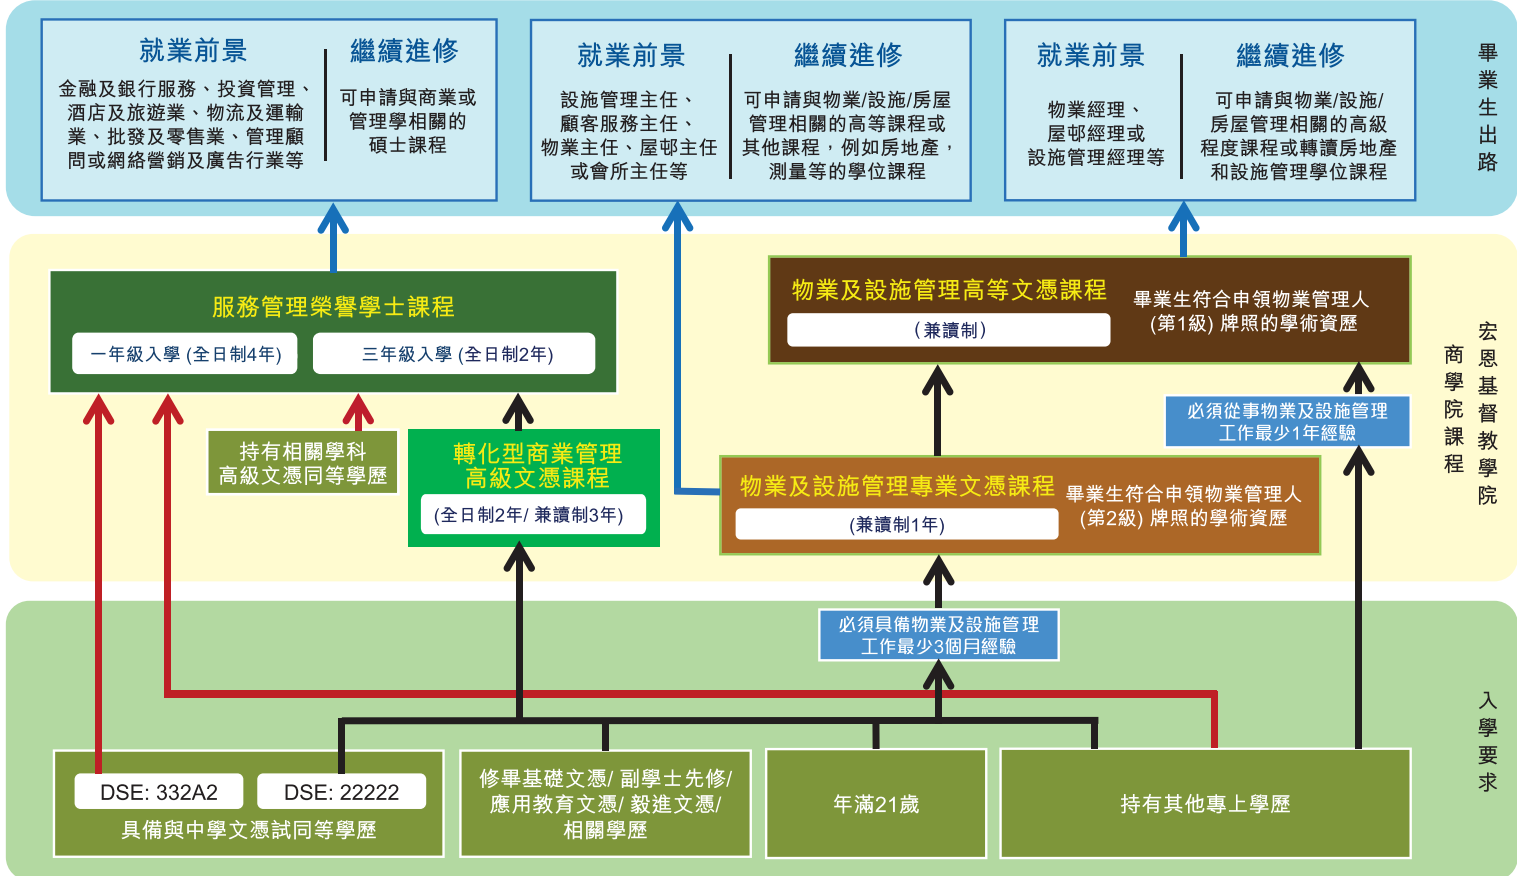 就業前景
金融及銀行服務、投資管理、
酒店及旅遊業、物流及運輸
業、批發及零售業、管理顧
問或網絡營銷及廣告行業等
繼續進修
可申請與商業或
管理學相關的
碩士課程
就業前景
設施管理主任、
顧客服務主任、
物業主任、屋邨主任
或會所主任等
繼續進修
可申請與物業/設施/房屋
管理相關的高等課程或
其他課程，例如房地產，
測量等的學位課程
就業前景
物業經理、
屋邨經理或
設施管理經理等
繼續進修
可申請與物業/設施/
房屋管理相關的高級
程度課程或轉讀房地產
和設施管理學位課程
畢業生出路
服務管理榮譽學士課程
一年級入學 (全日制4年)
三年級入學 (全日制2年)
物業及設施管理高等文憑課程
（兼讀制）
畢業生符合申領物業管理人
(第1級) 牌照的學術資歷
持有相關學科
高級文憑同等學歷
轉化型商業管理
高級文憑課程
(全日制2年/ 兼讀制3年)
必須從事物業及設施管理
工作最少1年經驗
物業及設施管理專業文憑課程
(兼讀制1年)
畢業生符合申領物業管理人
(第2級) 牌照的學術資歷
宏恩基督教學院
商學院課程
必須具備物業及設施管理
工作最少3個月經驗
DSE: 332A2
DSE: 22222
具備與中學文憑試同等學歷
修畢基礎文憑/ 副學士先修/
應用教育文憑/ 毅進文憑/
相關學歷
年滿21歲
持有其他專上學歷
入學要求